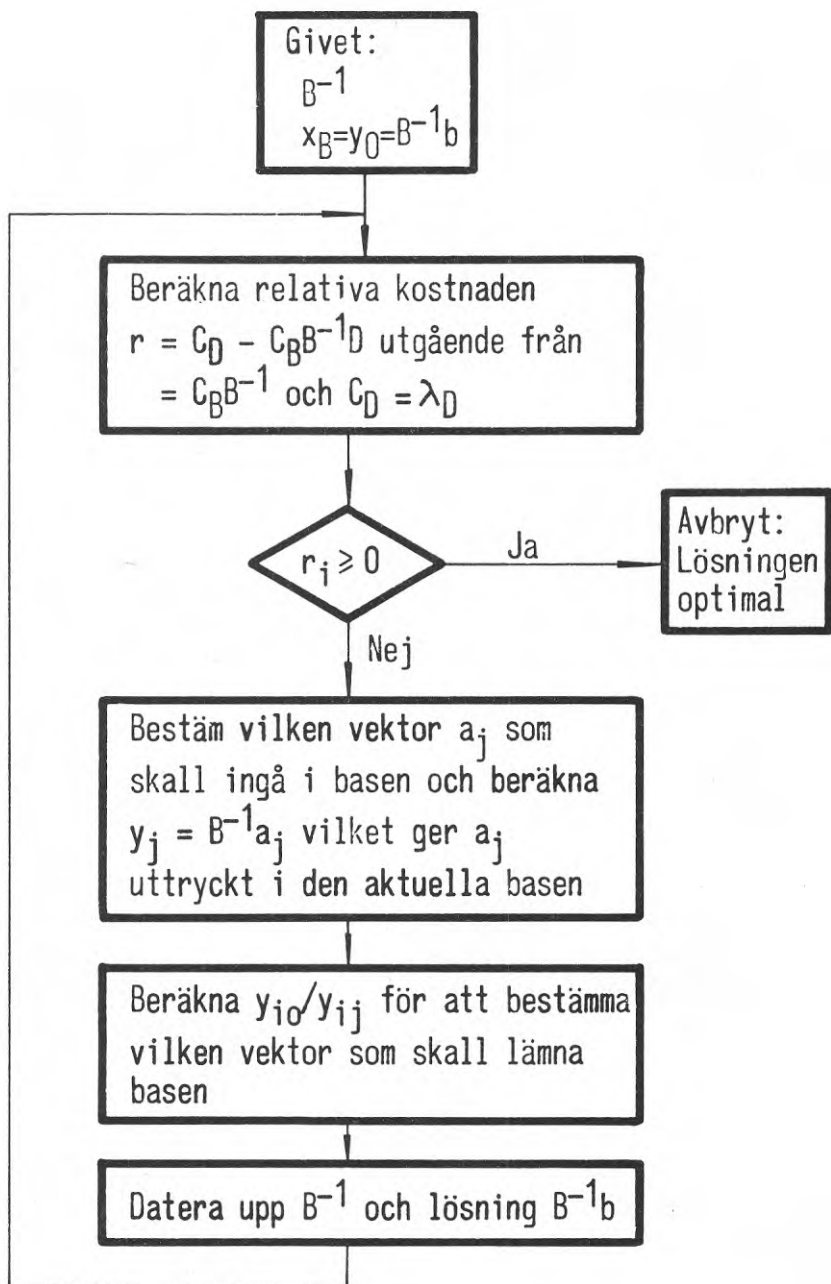 Givet:
B⁻¹
x_B=y_0=B⁻¹b
Beräkna relativa kostnaden
r = C_D − C_B B⁻¹D utgående från
= C_B B⁻¹ och C_D = λ_D
r_j ≥ 0
Ja
Avbryt:
Lösningen
optimal
Nej
Bestäm vilken vektor a_j som
skall ingå i basen och beräkna
y_j = B⁻¹a_j vilket ger a_j
uttryckt i den aktuella basen
Beräkna y_io/y_ij för att bestämma
vilken vektor som skall lämna
basen
Datera upp B⁻¹ och lösning B⁻¹b